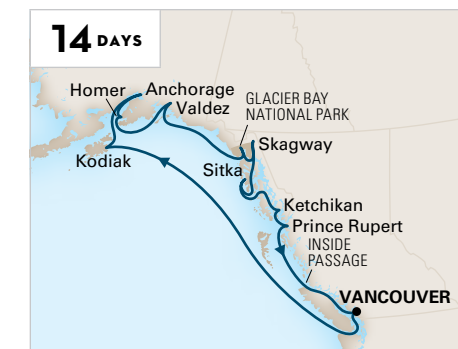 14 DAYS
Homer
Anchorage
Valdez
GLACIER BAY
NATIONAL PARK
Kodiak
Skagway
Sitka
Ketchikan
Prince Rupert
INSIDE
PASSAGE
VANCOUVER